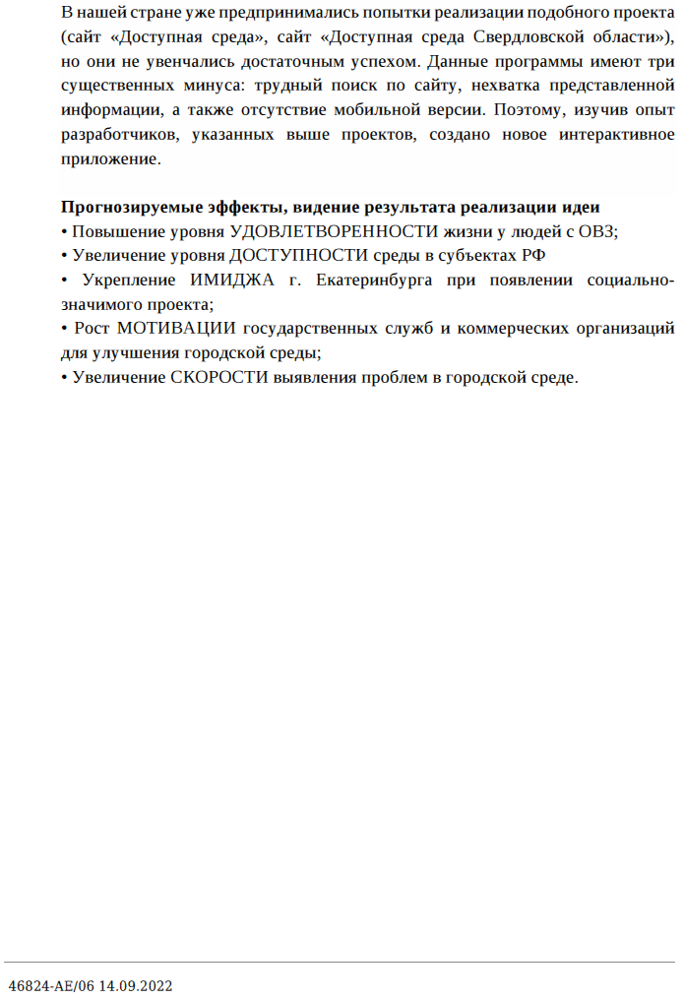 В нашей стране уже предпринимались попытки реализации подобного проекта
(сайт «Доступная среда», сайт «Доступная среда Свердловской области»),
но они не увенчались достаточным успехом. Данные программы имеют три
существенных минуса: трудный поиск по сайту, нехватка представленной
информации, а также отсутствие мобильной версии. Поэтому, изучив опыт
разработчиков, указанных выше проектов, создано новое интерактивное
приложение.
Прогнозируемые эффекты, видение результата реализации идеи
• Повышение уровня УДОВЛЕТВОРЕННОСТИ жизни у людей с ОВЗ;
• Увеличение уровня ДОСТУПНОСТИ среды в субъектах РФ
• Укрепление ИМИДЖА г. Екатеринбурга при появлении социально-
значимого проекта;
• Рост МОТИВАЦИИ государственных служб и коммерческих организаций
для улучшения городской среды;
• Увеличение СКОРОСТИ выявления проблем в городской среде.
46824-АЕ/06 14.09.2022